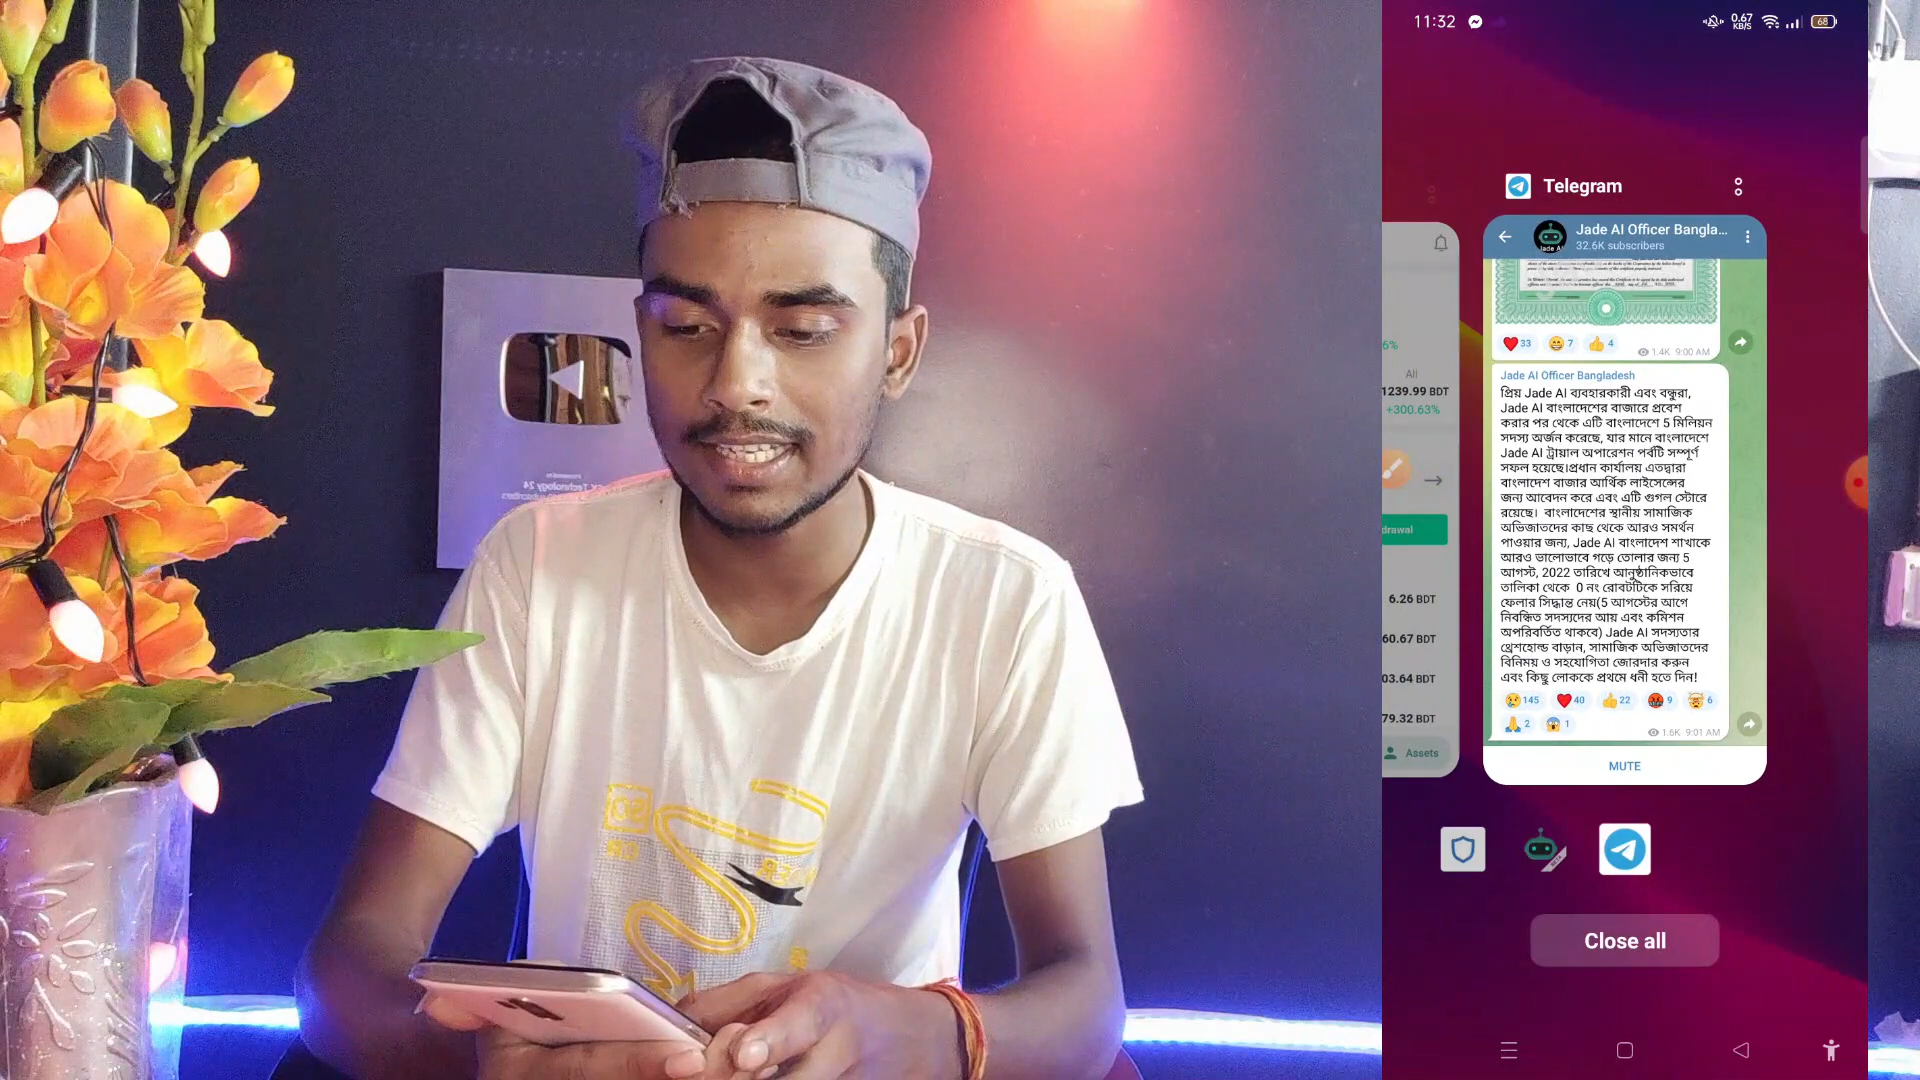 11:32
0.67
KB/S
68
Telegram
Jade AI Officer Bangla...
32.6K subscribers
33
7
4
1.4K 9:00 AM
Jade AI Officer Bangladesh
প্রিয় Jade AI ব্যবহারকারী এবং বন্ধুরা,
Jade AI বাংলাদেশের বাজারে প্রবেশ
করার পর থেকে এটি বাংলাদেশে 5 মিলিয়ন
সদস্য অর্জন করেছে, যার মানে বাংলাদেশে
Jade AI ট্রায়াল অপারেশন পর্বটি সম্পূর্ণ
সফল হয়েছে।প্রধান কার্যালয় এতদ্বারা
বাংলাদেশ বাজার আর্থিক লাইসেন্সের
জন্য আবেদন করে এবং এটি গুগল স্টোরে
রয়েছে। বাংলাদেশের স্থানীয় সামাজিক
অভিজাতদের কাছ থেকে আরও সমর্থন
পাওয়ার জন্য, Jade AI বাংলাদেশ শাখাকে
আরও ভালোভাবে গড়ে তোলার জন্য 5
আগস্ট, 2022 তারিখে আনুষ্ঠানিকভাবে
তালিকা থেকে 0 নং রোবটটিকে সরিয়ে
ফেলার সিদ্ধান্ত নেয়(5 আগস্টের আগে
নিবন্ধিত সদস্যদের আয় এবং কমিশন
অপরিবর্তিত থাকবে) Jade AI সদস্যতার
থ্রেশহোল্ড বাড়ান, সামাজিক অভিজাতদের
বিনিময় ও সহযোগিতা জোরদার করুন
এবং কিছু লোককে প্রথমে ধনী হতে দিন!
145
40
22
9
6
2
1
1.6K 9:01 AM
MUTE
6%
All
1239.99 BDT
+300.63%
drawal
6.26 BDT
60.67 BDT
03.64 BDT
79.32 BDT
Assets
Close all
Technology 24